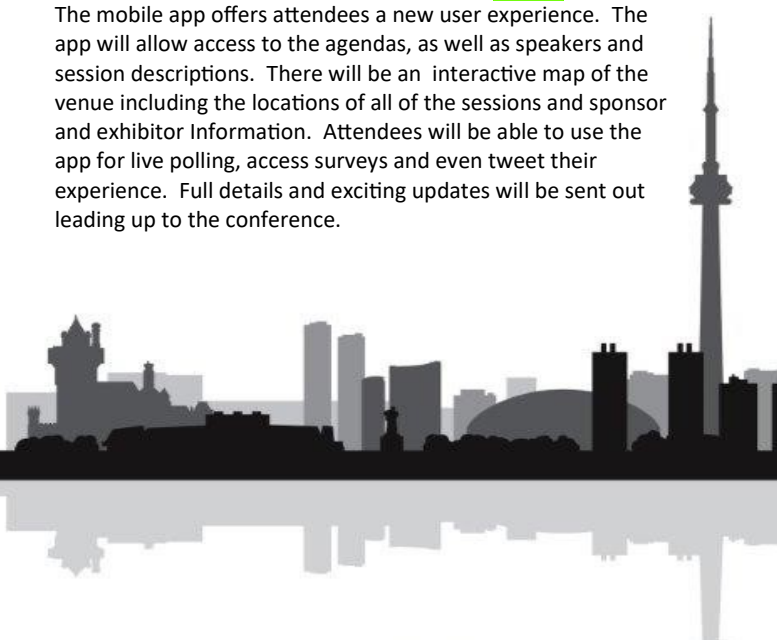 The mobile app offers attendees a new user experience.  The
app will allow access to the agendas, as well as speakers and
session descriptions.  There will be an  interactive map of the
venue including the locations of all of the sessions and sponsor
and exhibitor Information.  Attendees will be able to use the
app for live polling, access surveys and even tweet their
experience.  Full details and exciting updates will be sent out
leading up to the conference.